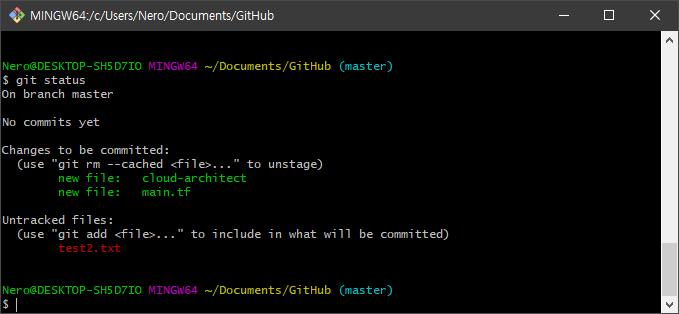 MINGW64:/c/Users/Nero/Documents/GitHub
Nero@DESKTOP-SH5D7IO MINGW64 ~/Documents/GitHub (master)
$ git status
On branch master
No commits yet
Changes to be committed:
  (use "git rm --cached <file>..." to unstage)
        new file:   cloud-architect
        new file:   main.tf
Untracked files:
  (use "git add <file>..." to include in what will be committed)
        test2.txt
Nero@DESKTOP-SH5D7IO MINGW64 ~/Documents/GitHub (master)
$